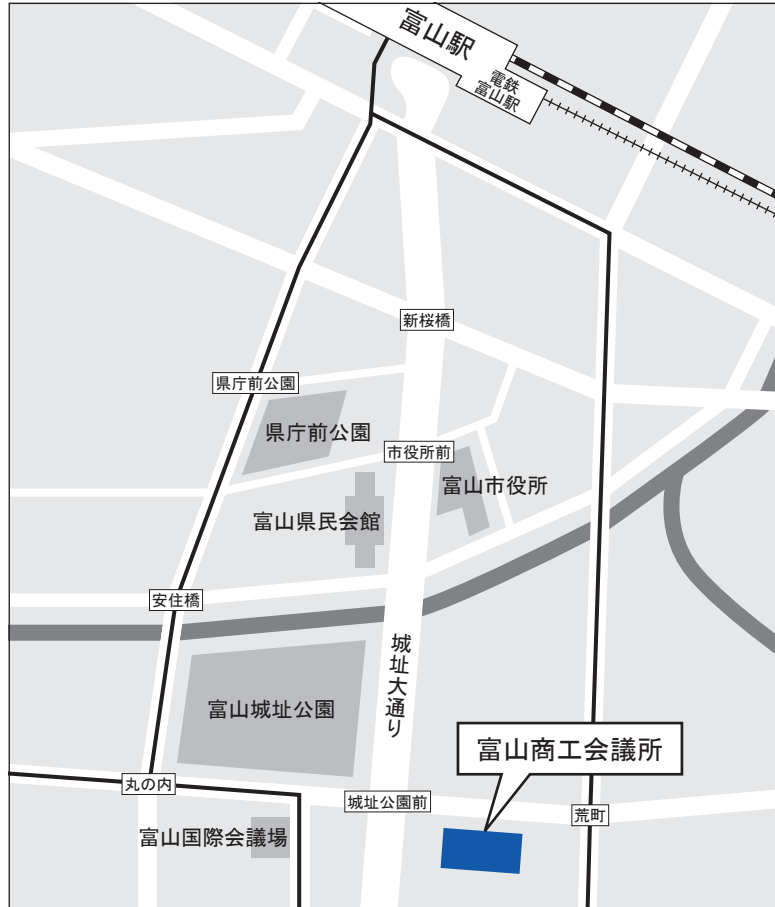 富山駅
電鉄
富山駅
新桜橋
県庁前公園
県庁前公園
市役所前
富山市役所
富山県民会館
安住橋
城址大通り
富山城址公園
富山商工会議所
丸の内
城址公園前
荒町
富山国際会議場